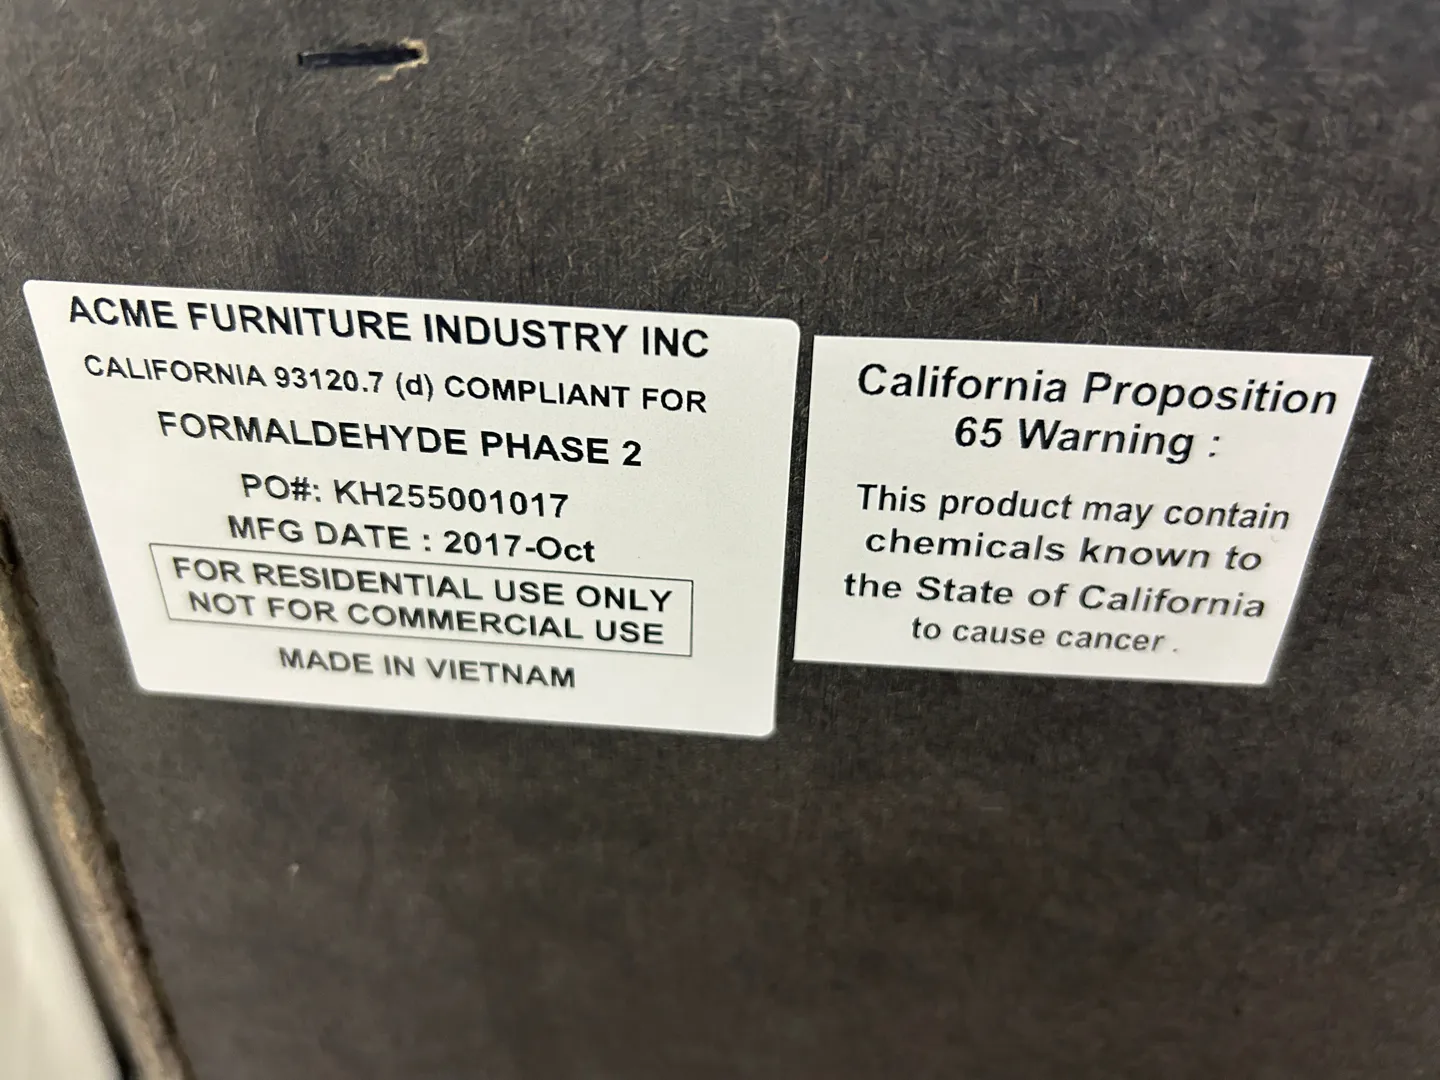 ACME FURNITURE INDUSTRY INC
CALIFORNIA 93120.7 (d) COMPLIANT FOR
FORMALDEHYDE PHASE 2
PO#: KH255001017
MFG DATE : 2017-Oct
FOR RESIDENTIAL USE ONLY
NOT FOR COMMERCIAL USE
MADE IN VIETNAM
California Proposition
65 Warning :
This product may contain
chemicals known to
the State of California
to cause cancer .